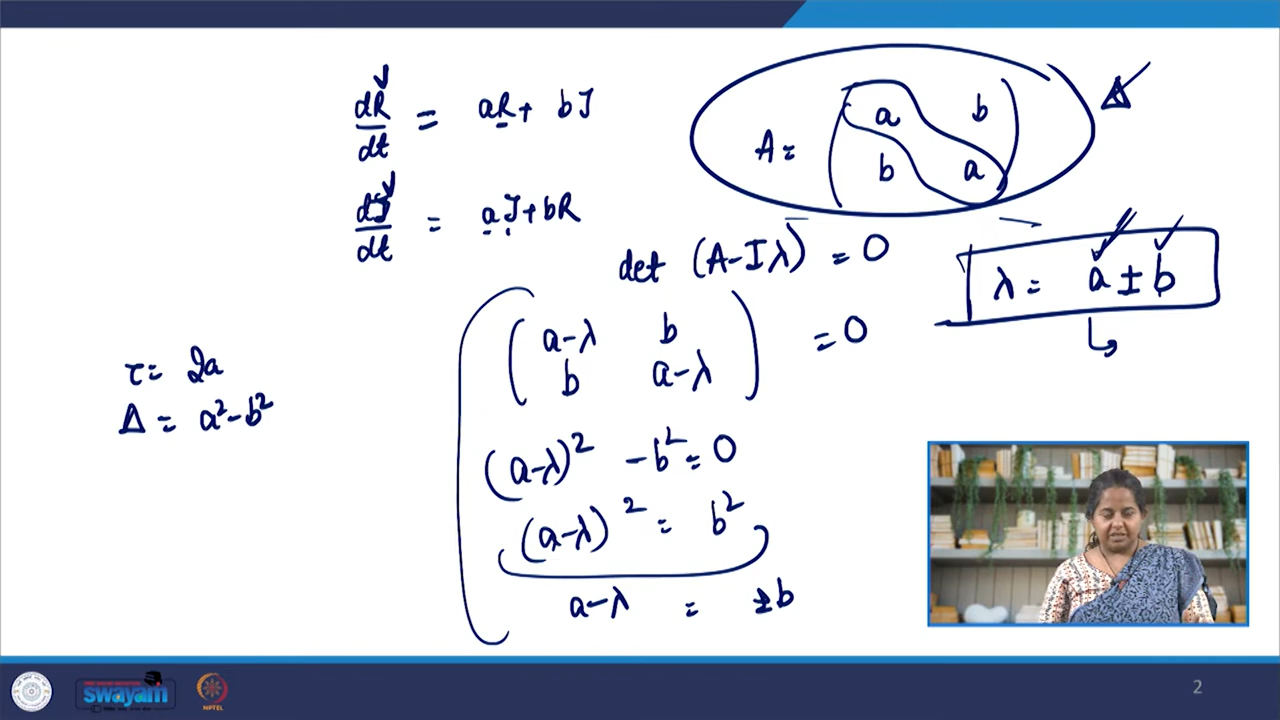 dR/dt = aR + bJ
A = ( a b
b a ) Δ
dJ/dt = aJ + bR
det (A - Iλ) = 0
λ = a ± b
( a-λ b
b a-λ ) = 0
τ = 2a
Δ = a² - b²
(a-λ)² - b² = 0
(a-λ)² = b²
a-λ = ±b
swayam
NPTEL
2